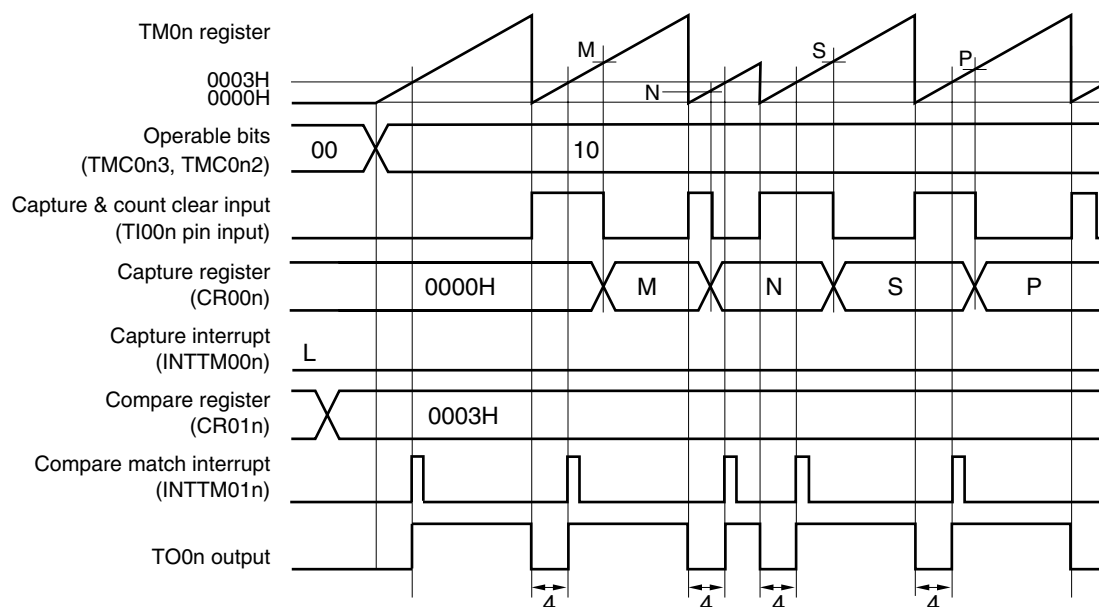 TM0n register
M
S
P
0003H
N
0000H
Operable bits
(TMC0n3, TMC0n2)
00
10
Capture & count clear input
(TI00n pin input)
Capture register
(CR00n)
0000H
M
N
S
P
Capture interrupt
(INTTM00n)
L
Compare register
(CR01n)
0003H
Compare match interrupt
(INTTM01n)
TO0n output
4
4
4
4